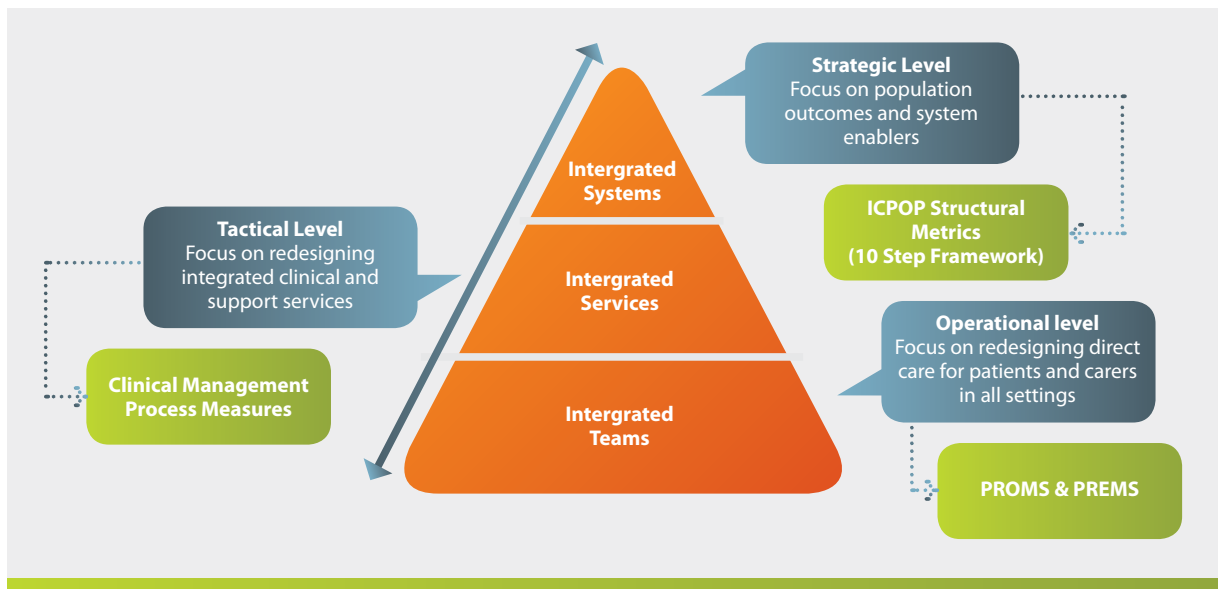 Strategic Level
Focus on population
outcomes and system
enablers
Intergrated
Systems
ICPOP Structural
Metrics
(10 Step Framework)
Tactical Level
Focus on redesigning
integrated clinical and
support services
Intergrated
Services
Operational level
Focus on redesigning direct
care for patients and carers
in all settings
Clinical Management
Process Measures
Intergrated
Teams
PROMS & PREMS